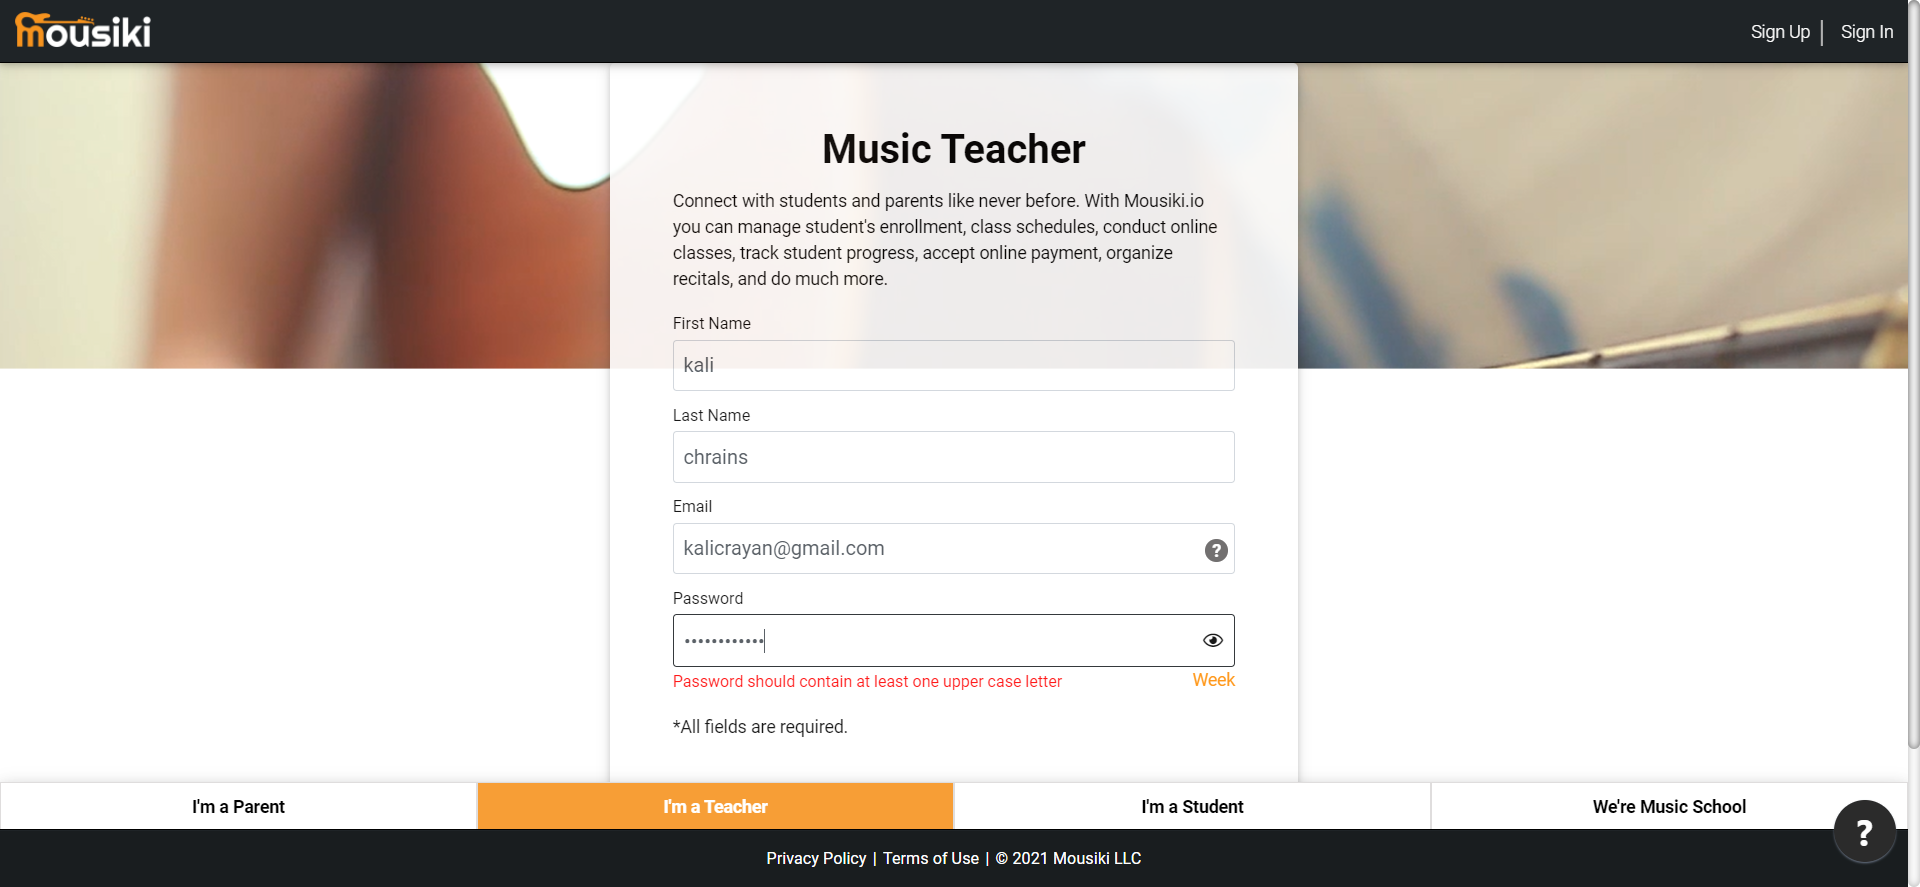 mousiki
Sign Up | Sign In
Music Teacher
Connect with students and parents like never before. With Mousiki.io
you can manage student's enrollment, class schedules, conduct online
classes, track student progress, accept online payment, organize
recitals, and do much more.
First Name
kali
Last Name
chrains
Email
kalicrayan@gmail.com
?
Password
••••••••••••
Password should contain at least one upper case letter
Week
*All fields are required.
I'm a Parent
I'm a Teacher
I'm a Student
We're Music School
?
Privacy Policy | Terms of Use | © 2021 Mousiki LLC